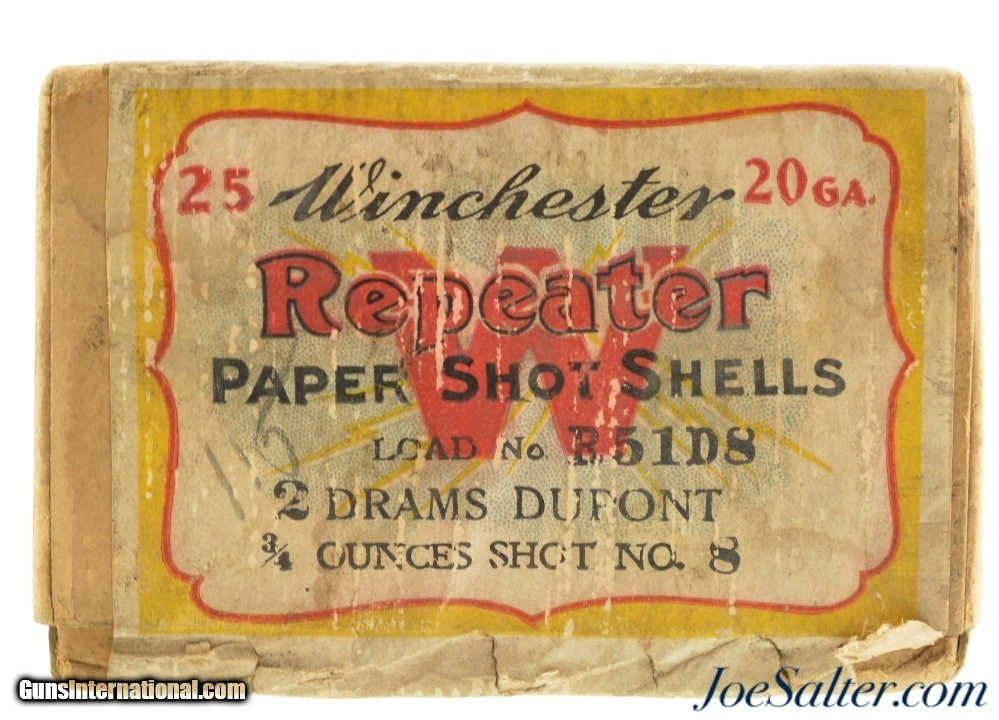 25 Winchester 20 GA.
Repeater
W
PAPER SHOT SHELLS
LOAD No. R51D8
2 DRAMS DUPONT
3/4 OUNCES SHOT NO. 8
GunsInternational.com
JoeSalter.com